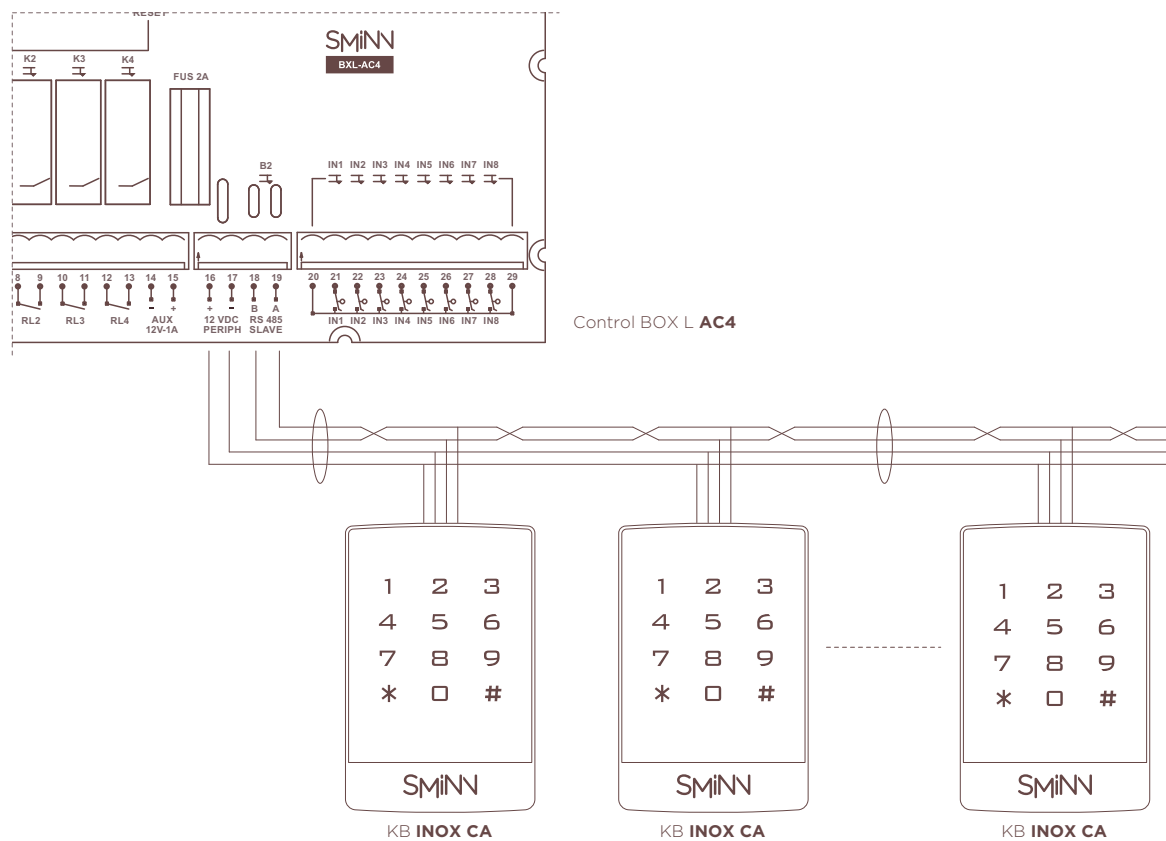 RESET
SMiNN
BXL-AC4
K2 K3 K4
FUS 2A
B2
IN1 IN2 IN3 IN4 IN5 IN6 IN7 IN8
8 9 10 11 12 13 14 15 16 17 18 19 20 21 22 23 24 25 26 27 28 29
- + + - B A
RL2 RL3 RL4 AUX 12 VDC RS 485 IN1 IN2 IN3 IN4 IN5 IN6 IN7 IN8
12V-1A PERIPH SLAVE
Control BOX L AC4
1 2 3
4 5 6
7 8 9
* 0 #
SMiNN
KB INOX CA
1 2 3
4 5 6
7 8 9
* 0 #
SMiNN
KB INOX CA
1 2 3
4 5 6
7 8 9
* 0 #
SMiNN
KB INOX CA